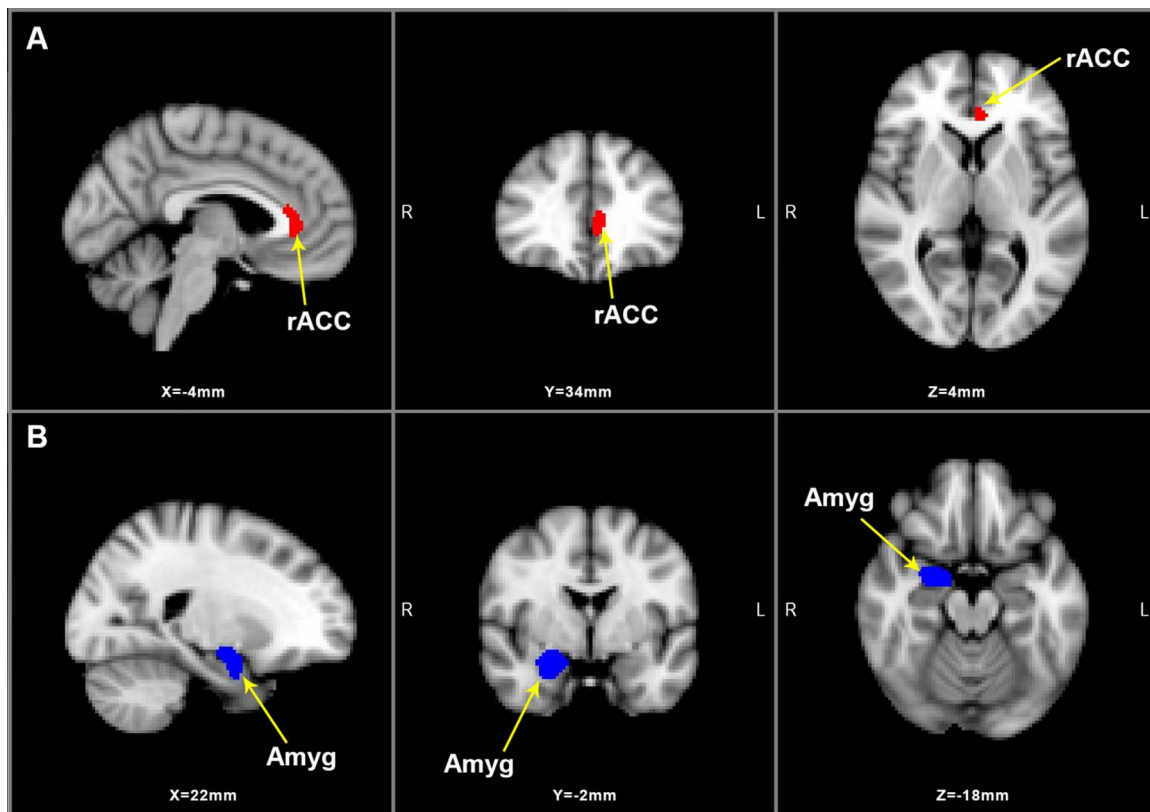 A
rACC
R
L
R
L
rACC
rACC
X=-4mm
Y=34mm
Z=4mm
B
Amyg
R
L
R
L
Amyg
Amyg
X=22mm
Y=-2mm
Z=-18mm